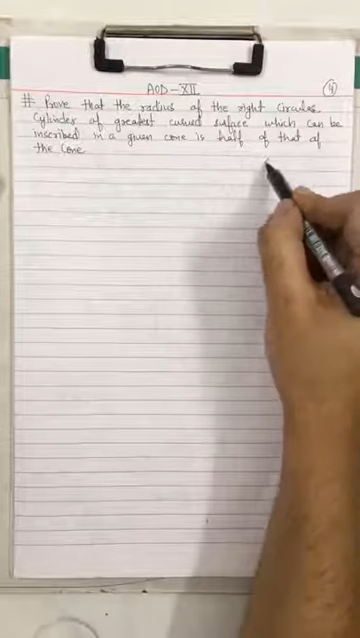 AOD - XII
(4)
# Prove that the radius of the right circular
Cylinder of greatest curved surface which can be
inscribed in a given cone is half of that of
the cone